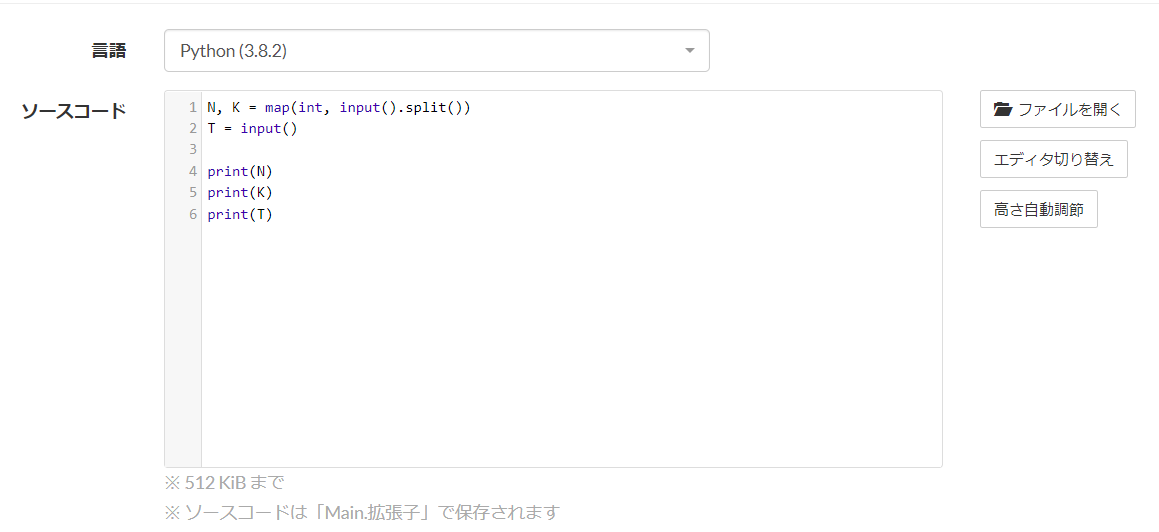 言語
Python (3.8.2)
ソースコード
1 N, K = map(int, input().split())
2 T = input()
3
4 print(N)
5 print(K)
6 print(T)
ファイルを開く
エディタ切り替え
高さ自動調節
※ 512 KiB まで
※ ソースコードは「Main.拡張子」で保存されます